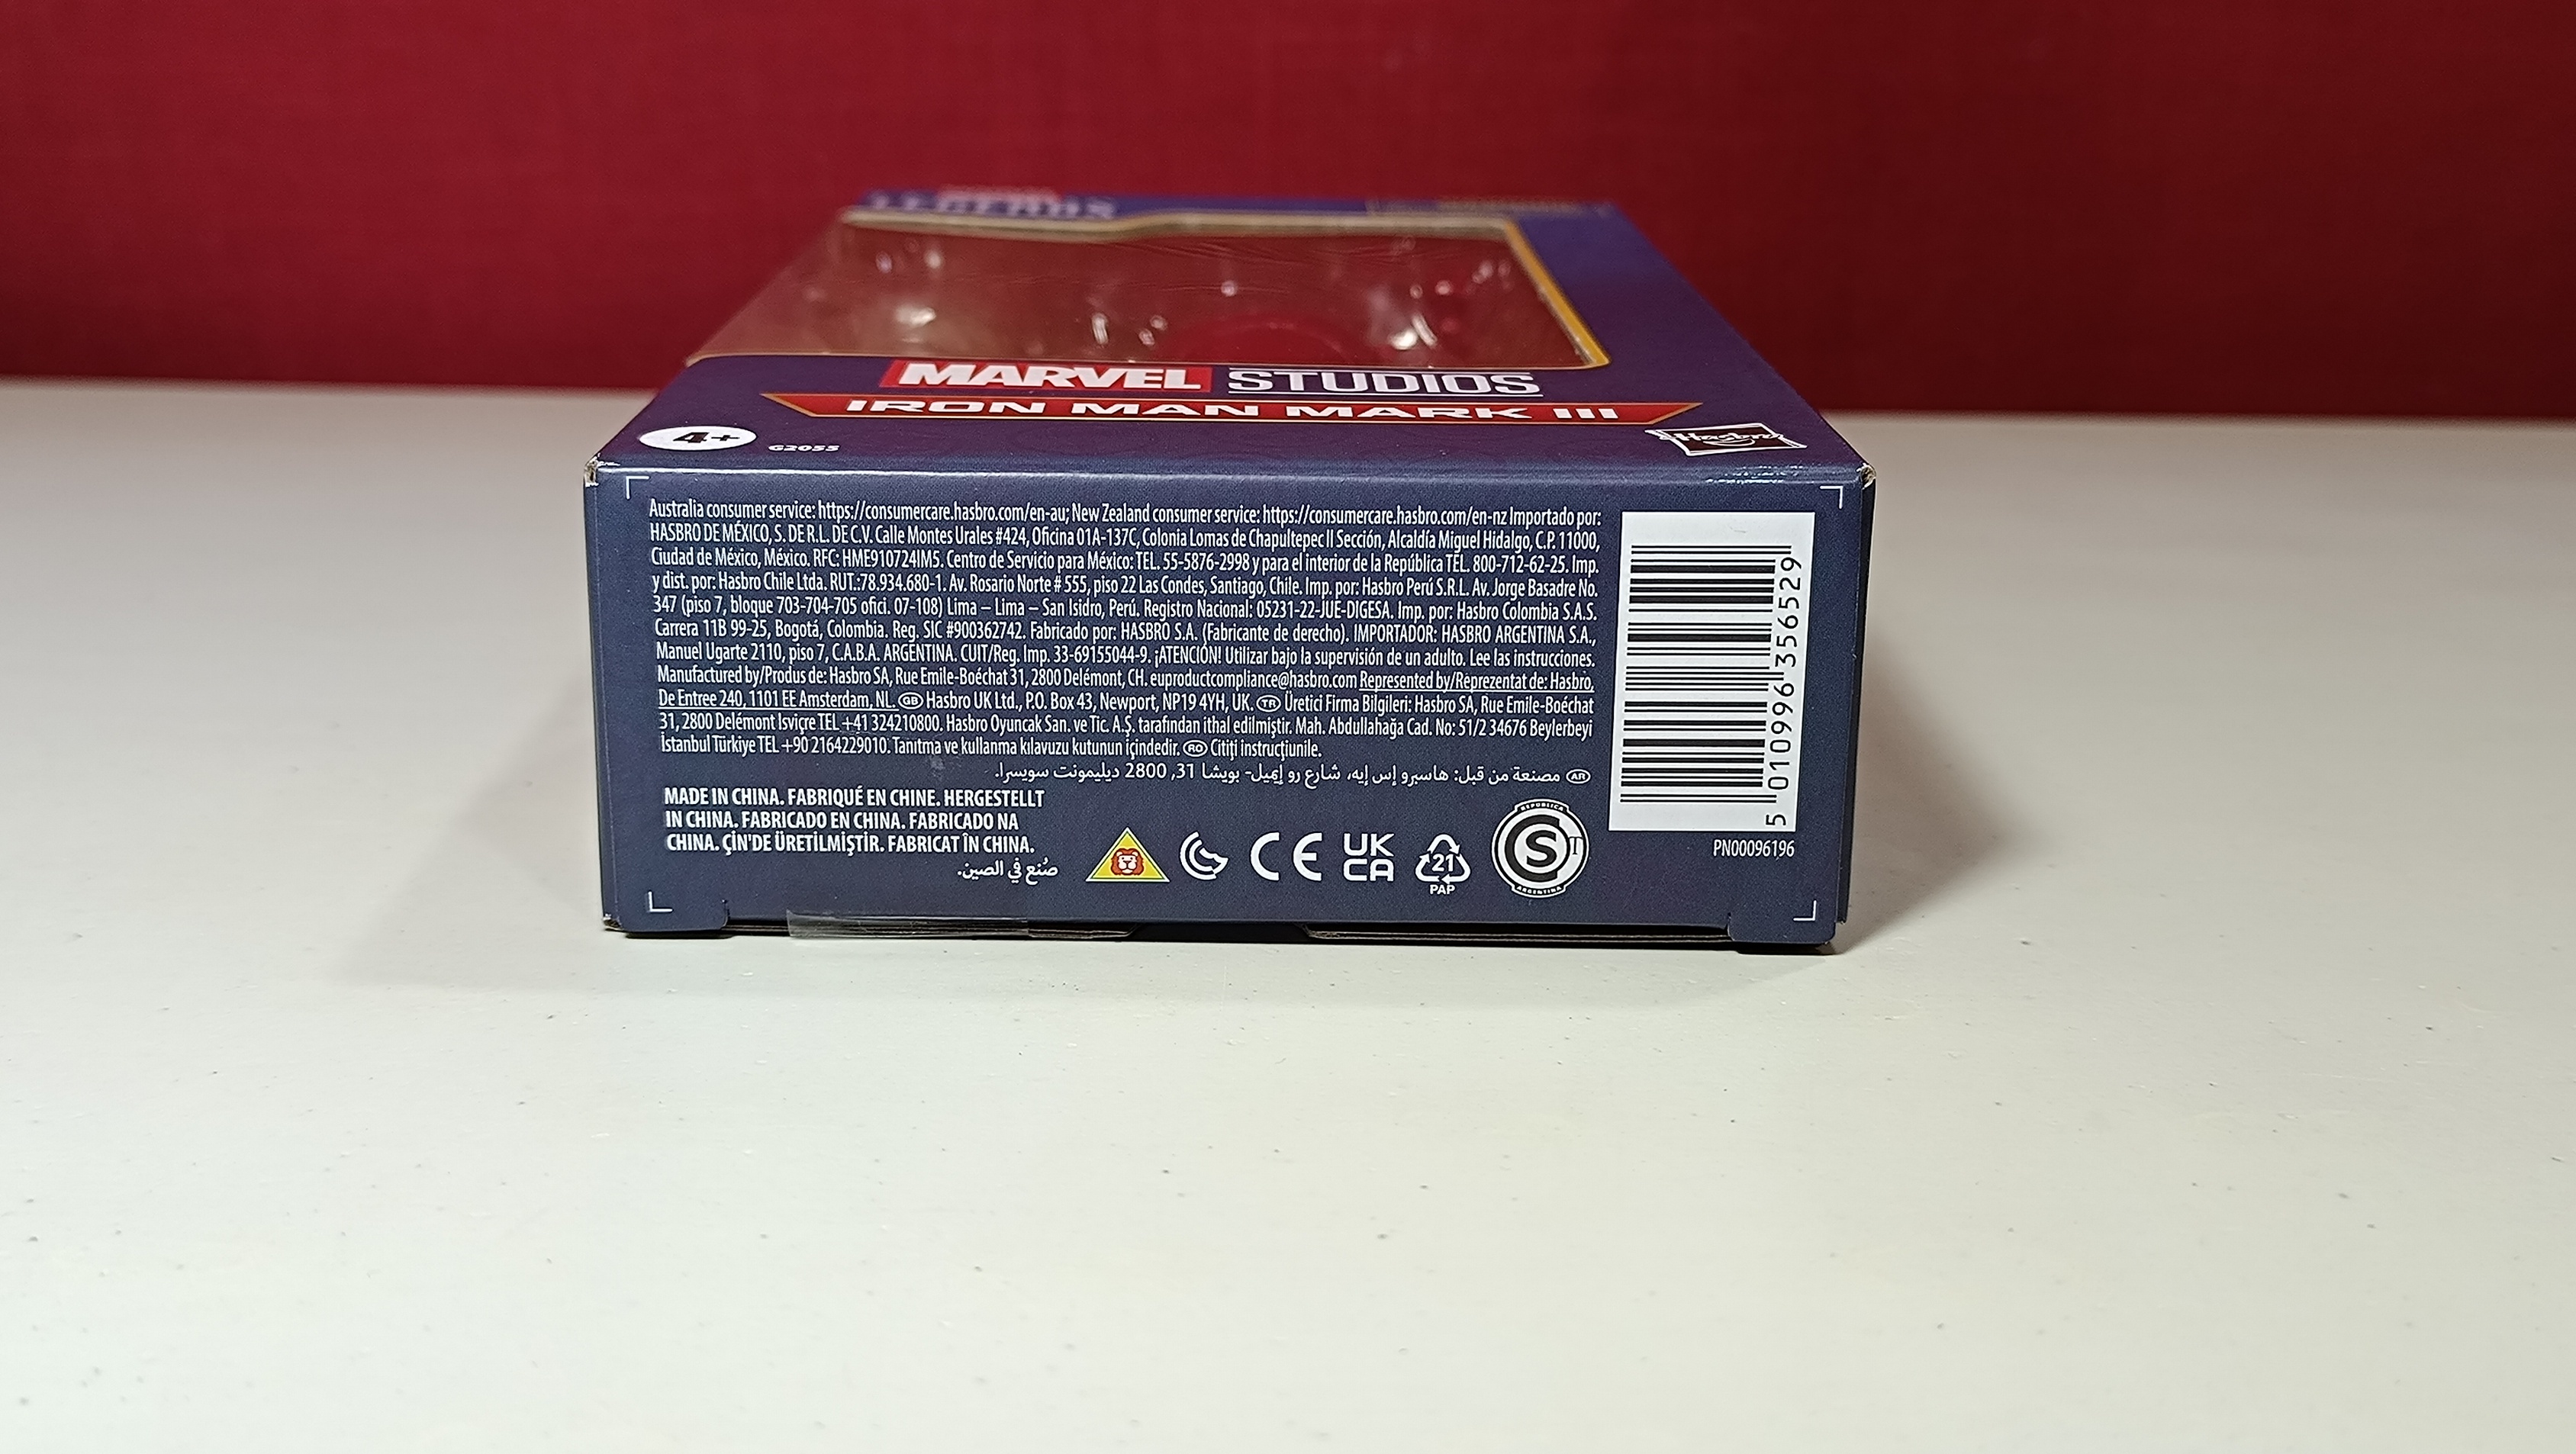 LEGENDS
MARVEL STUDIOS
IRON MAN MARK III
4+
G2055
Hasbro
Australia consumer service: https://consumercare.hasbro.com/en-au; New Zealand consumer service: https://consumercare.hasbro.com/en-nz Importado por:
HASBRO DE MÉXICO, S. DE R.L. DE C.V. Calle Montes Urales #424, Oficina 01A-137C, Colonia Lomas de Chapultepec II Sección, Alcaldía Miguel Hidalgo, C.P. 11000,
Ciudad de México, México. RFC: HME910724IM5. Centro de Servicio para México: TEL. 55-5876-2998 y para el interior de la República TEL. 800-712-62-25. Imp.
y dist. por: Hasbro Chile Ltda. RUT.:78.934.680-1. Av. Rosario Norte # 555, piso 22 Las Condes, Santiago, Chile. Imp. por: Hasbro Perú S.R.L. Av. Jorge Basadre No.
347 (piso 7, bloque 703-704-705 ofici. 07-108) Lima – Lima – San Isidro, Perú. Registro Nacional: 05231-22-JUE-DIGESA. Imp. por: Hasbro Colombia S.A.S.
Carrera 11B 99-25, Bogotá, Colombia. Reg. SIC #900362742. Fabricado por: HASBRO S.A. (Fabricante de derecho). IMPORTADOR: HASBRO ARGENTINA S.A.,
Manuel Ugarte 2110, piso 7, C.A.B.A. ARGENTINA. CUIT/Reg. Imp. 33-69155044-9. ¡ATENCIÓN! Utilizar bajo la supervisión de un adulto. Lee las instrucciones.
Manufactured by/Produs de: Hasbro SA, Rue Emile-Boéchat 31, 2800 Delémont, CH. euproductcompliance@hasbro.com Represented by/Reprezentat de: Hasbro,
De Entree 240, 1101 EE Amsterdam, NL. GB Hasbro UK Ltd., P.O. Box 43, Newport, NP19 4YH, UK. TR Üretici Firma Bilgileri: Hasbro SA, Rue Emile-Boéchat
31, 2800 Delémont İsviçre TEL +41 324210800. Hasbro Oyuncak San. ve Tic. A.Ş. tarafından ithal edilmiştir. Mah. Abdullahağa Cad. No: 51/2 34676 Beylerbeyi
İstanbul Türkiye TEL +90 2164229010. Tanıtma ve kullanma kılavuzu kutunun içindedir. RO Citiți instrucțiunile.
AR مصنعة من قبل: هاسبرو إس إيه، شارع رو إيميل- بويشا 31, 2800 ديليمونت سويسرا.
MADE IN CHINA. FABRIQUÉ EN CHINE. HERGESTELLT
IN CHINA. FABRICADO EN CHINA. FABRICADO NA
CHINA. ÇİN'DE ÜRETİLMİŞTİR. FABRICAT ÎN CHINA.
صُنع في الصين.
CE
UK
CA
21
PAP
REPUBLICA
S
T
ARGENTINA
5 010996 356529
PN00096196